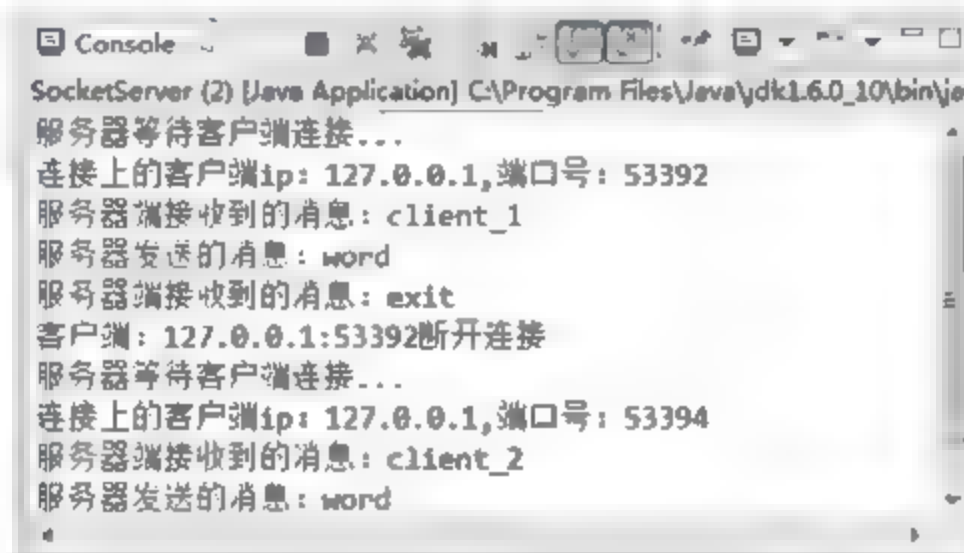 Console
SocketServer (2) [Java Application] C:\Program Files\Java\jdk1.6.0_10\bin\ja
服务器等待客户端连接...
连接上的客户端ip: 127.0.0.1,端口号: 53392
服务器端接收到的消息: client_1
服务器发送的消息: word
服务器端接收到的消息: exit
客户端: 127.0.0.1:53392断开连接
服务器等待客户端连接...
连接上的客户端ip: 127.0.0.1,端口号: 53394
服务器端接收到的消息: client_2
服务器发送的消息: word